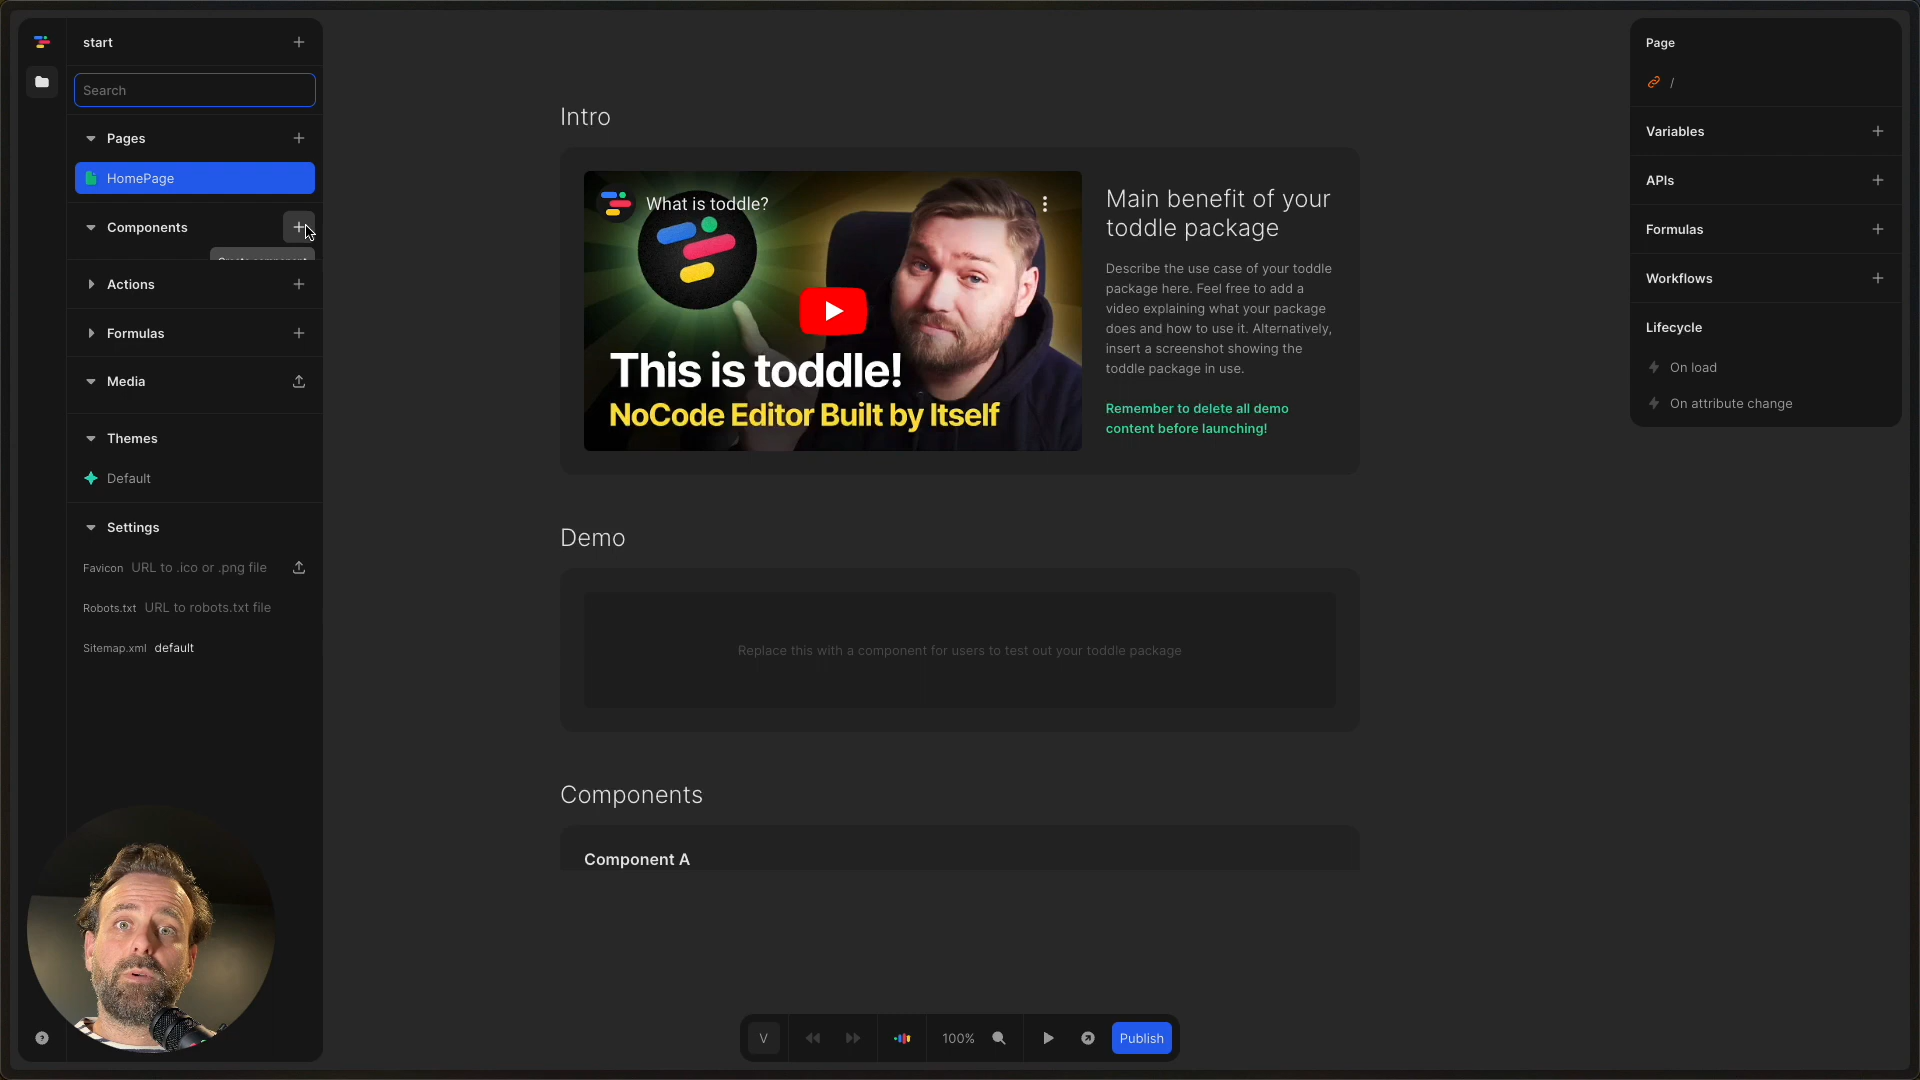 start
Search
Pages
HomePage
Components
Actions
Formulas
Media
Themes
Default
Settings
Favicon URL to .ico or .png file
Robots.txt URL to robots.txt file
Sitemap.xml default
Intro
What is toddle?
This is toddle!
NoCode Editor Built by Itself
Main benefit of your
toddle package
Describe the use case of your toddle
package here. Feel free to add a
video explaining what your package
does and how to use it. Alternatively,
insert a screenshot showing the
toddle package in use.
Remember to delete all demo
content before launching!
Demo
Replace this with a component for users to test out your toddle package
Components
Component A
V
100%
Publish
Page
/
Variables
APIs
Formulas
Workflows
Lifecycle
On load
On attribute change